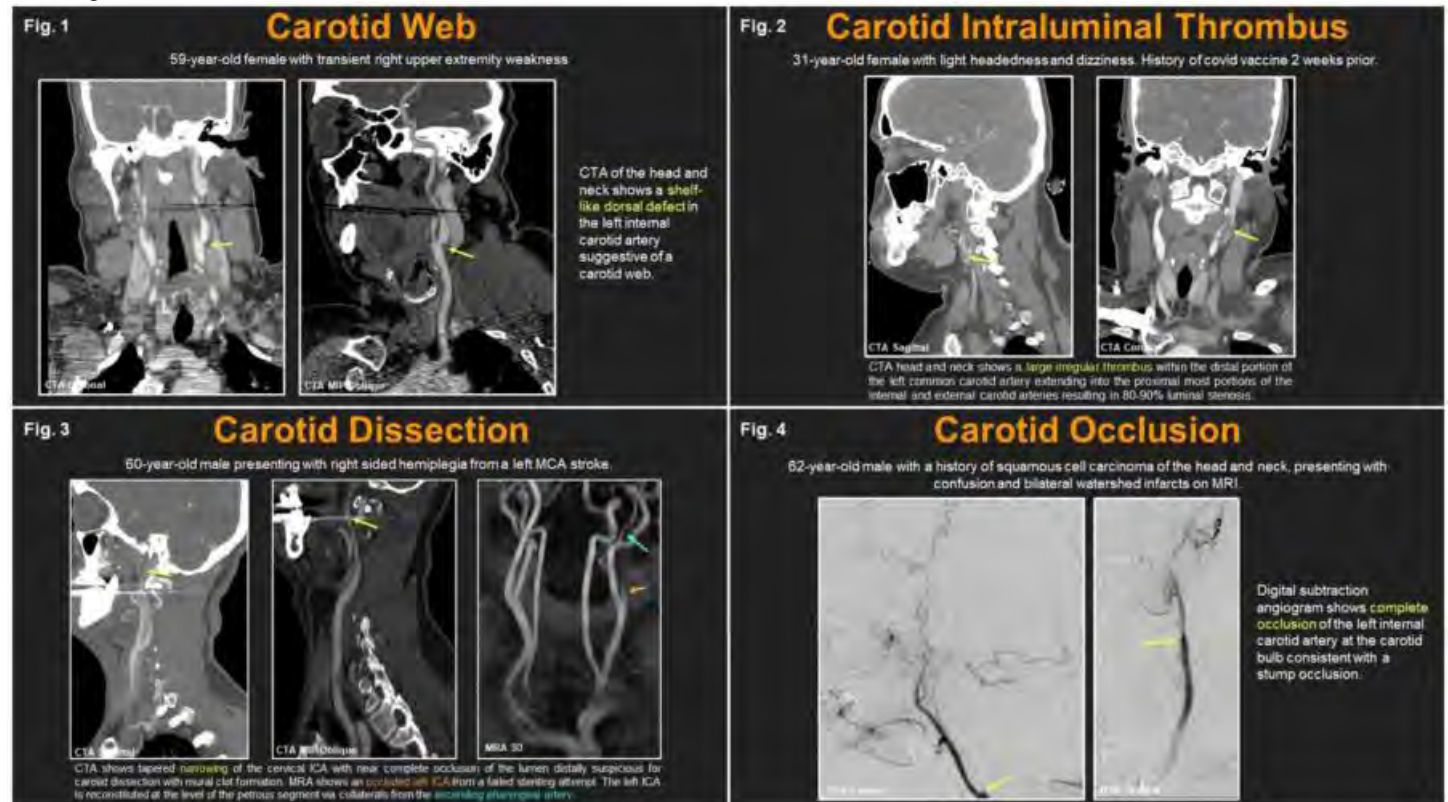 Fig. 1
Carotid Web
59-year-old female with transient right upper extremity weakness
CTA of the head and
neck shows a shelf-
like dorsal defect in
the left internal
carotid artery
suggestive of a
carotid web.
L
CTA MIP Oblique
Fig. 2
Carotid Intraluminal Thrombus
31-year-old female with light headedness and dizziness. History of covid vaccine 2 weeks prior.
CTA Sagittal
CTA
CTA head and neck shows a large irregular thrombus within the distal portion of
the left common carotid artery extending into the proximal most portions of the
internal and external carotid arteries resulting in 80-90% luminal stenosis.
Fig. 3
Carotid Dissection
60-year-old male presenting with right sided hemiplegia from a left MCA stroke.
CTA
CTA MIP Oblique
MRA 3D
CTA shows tapered narrowing of the cervical ICA with near complete occlusion of the lumen distally suspicious for
carotid dissection with mural clot formation. MRA shows an occluded left ICA from a failed stenting attempt. The left ICA
is reconstituted at the level of the petrous segment via collaterals from the ascending pharyngeal artery.
Fig. 4
Carotid Occlusion
62-year-old male with a history of squamous cell carcinoma of the head and neck, presenting with
confusion and bilateral watershed infarcts on MRI.
Digital subtraction
angiogram shows complete
occlusion of the left internal
carotid artery at the carotid
bulb consistent with a
stump occlusion.